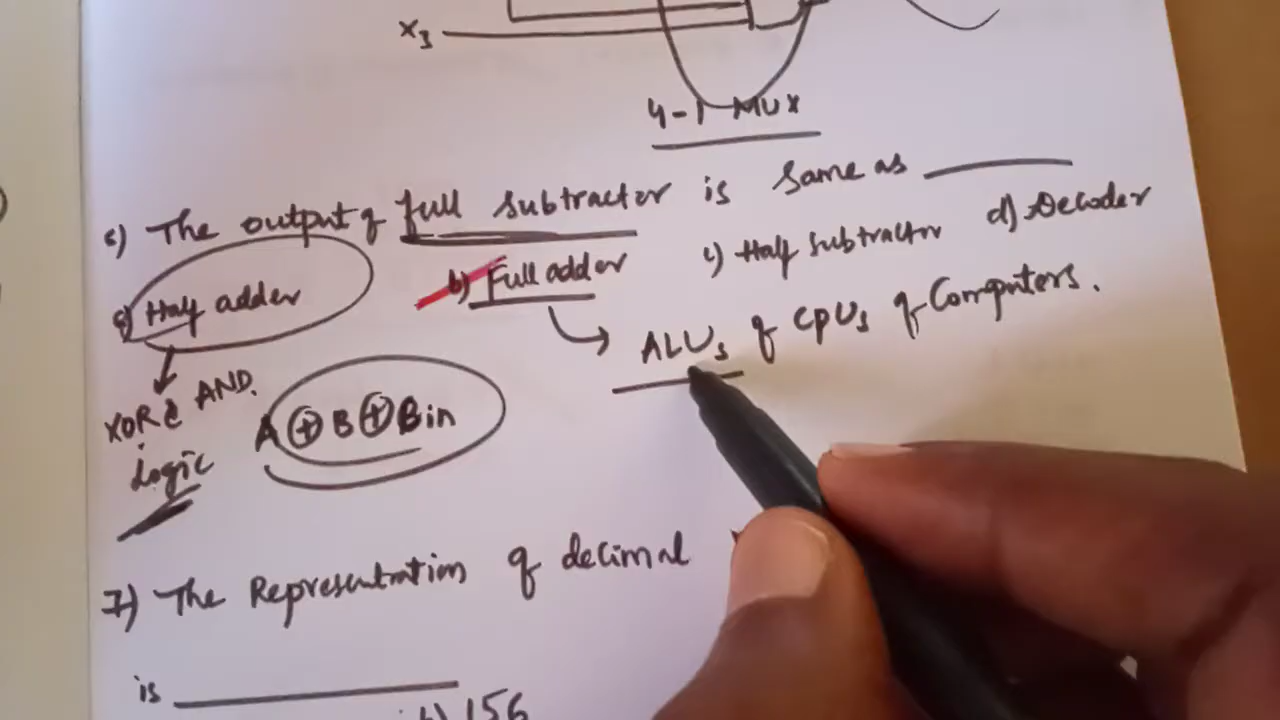 x3
4-1 MUX
6) The output of full subtractor is same as
a) Half adder b) Full adder c) Half subtractor d) Decoder
ALUs of CPUs of Computers.
XOR & AND.
Logic
A ⊕ B ⊕ Bin
7) The Representation of decimal
is
b) 156